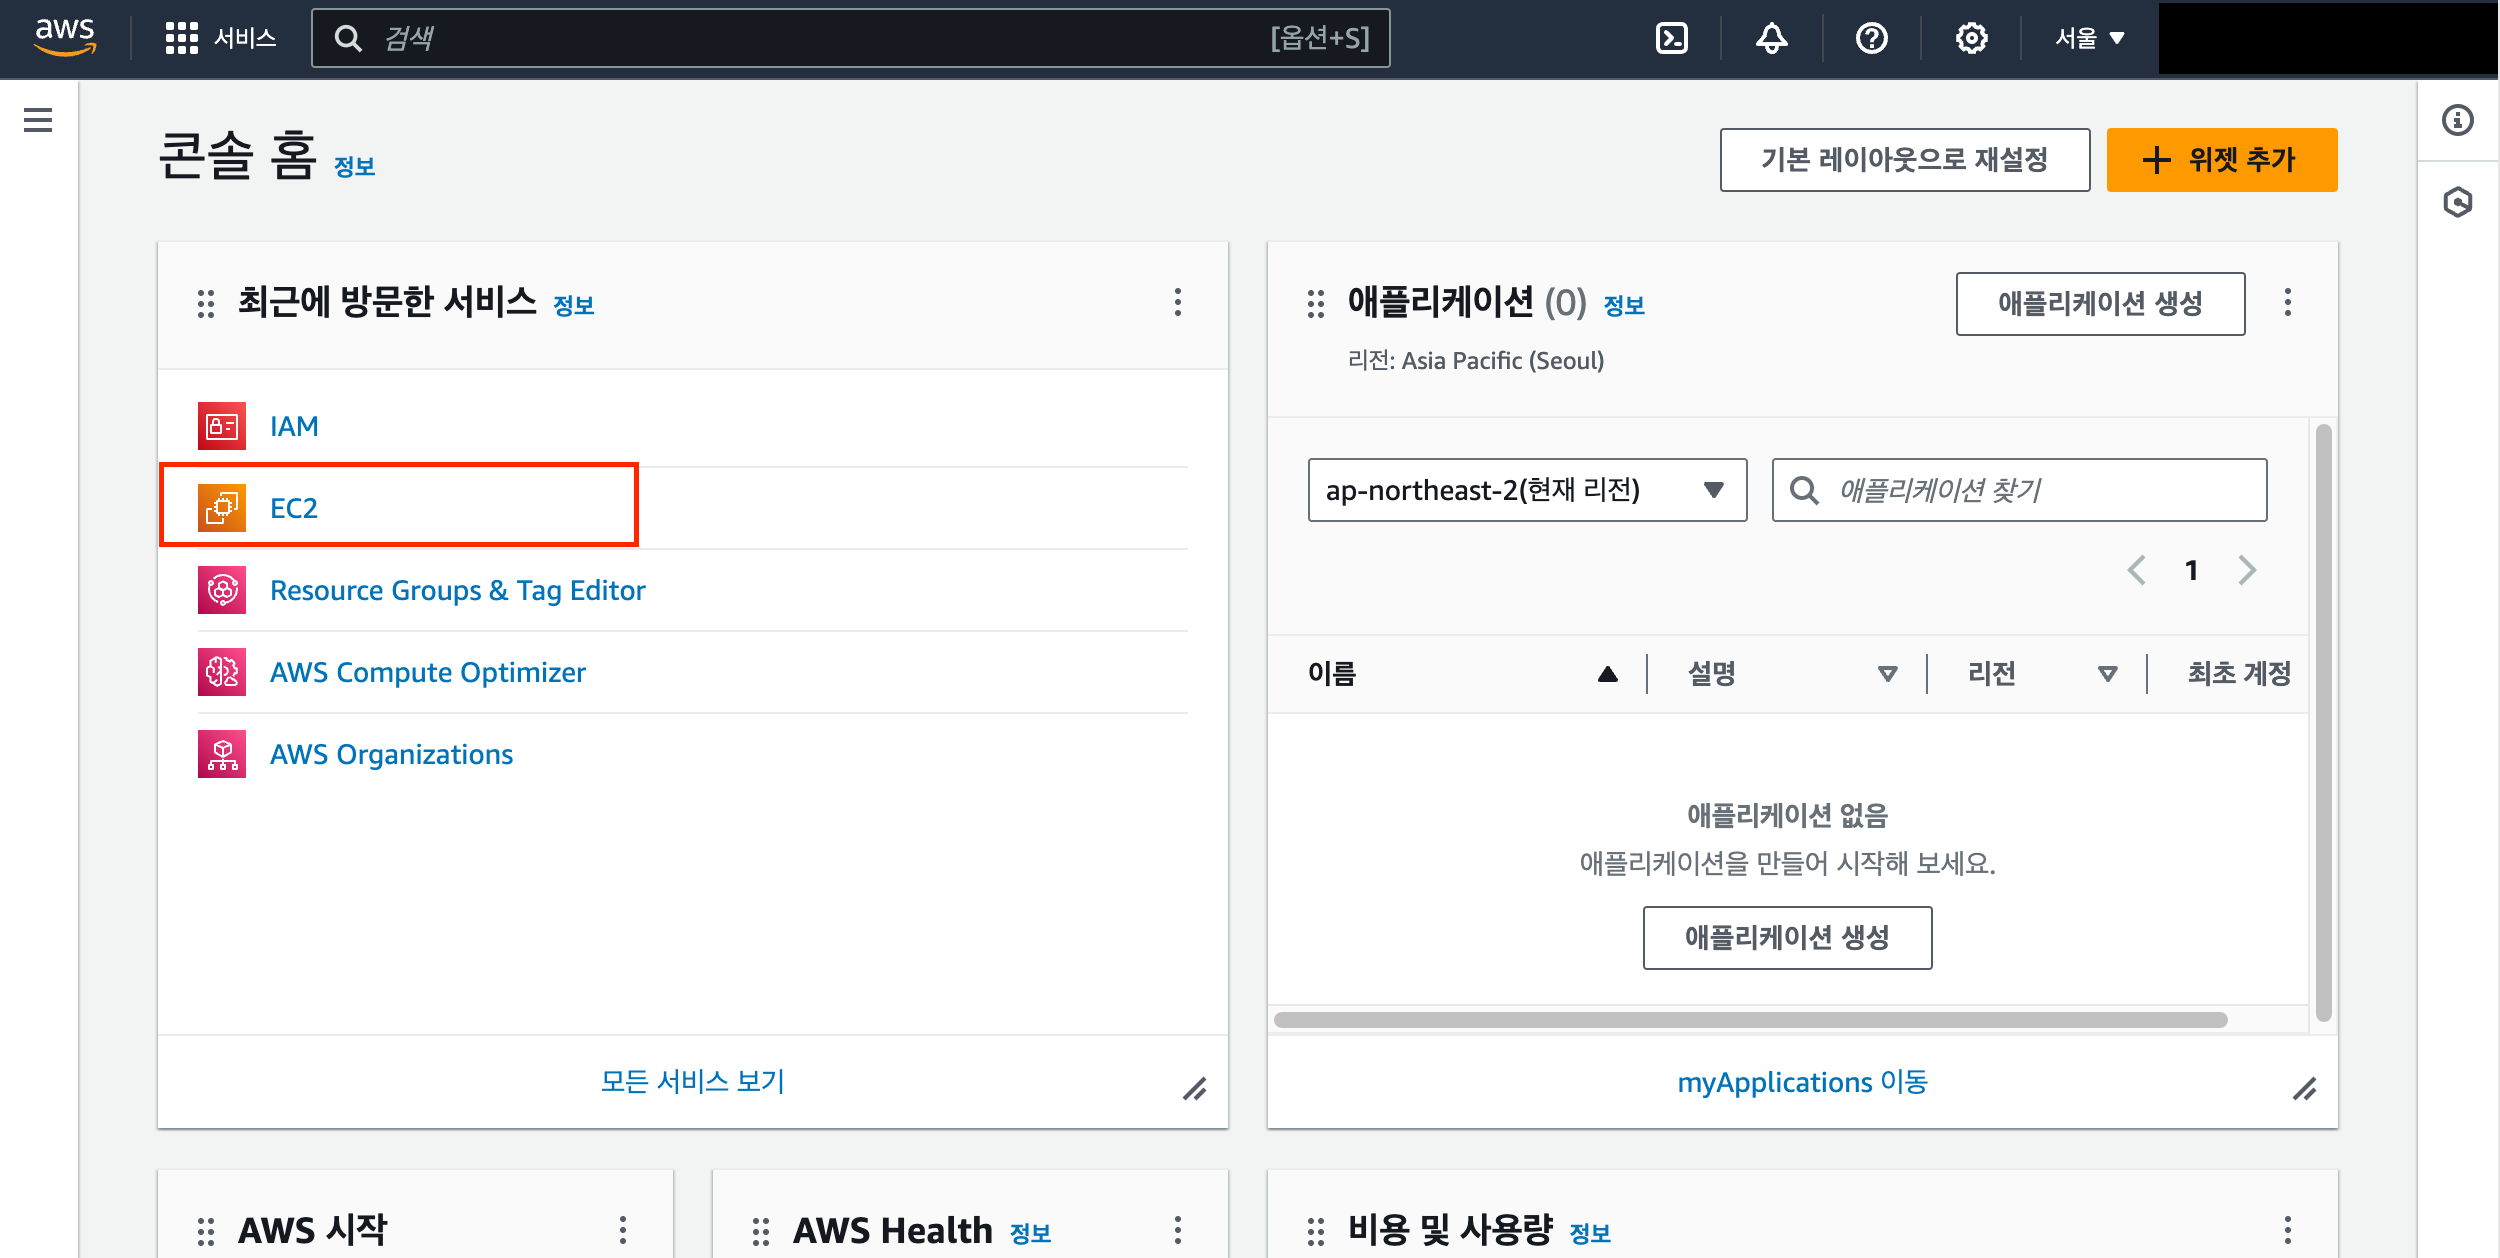 aws
서비스
검색
[옵션+S]
서울
콘솔 홈 정보
기본 레이아웃으로 재설정
위젯 추가
최근에 방문한 서비스 정보
IAM
EC2
Resource Groups & Tag Editor
AWS Compute Optimizer
AWS Organizations
모든 서비스 보기
애플리케이션 (0) 정보
애플리케이션 생성
리전: Asia Pacific (Seoul)
ap-northeast-2(현재 리전)
애플리케이션 찾기
1
이름 설명 리전 최초 계정
애플리케이션 없음
애플리케이션을 만들어 시작해 보세요.
애플리케이션 생성
myApplications 이동
AWS 시작
AWS Health 정보
비용 및 사용량 정보